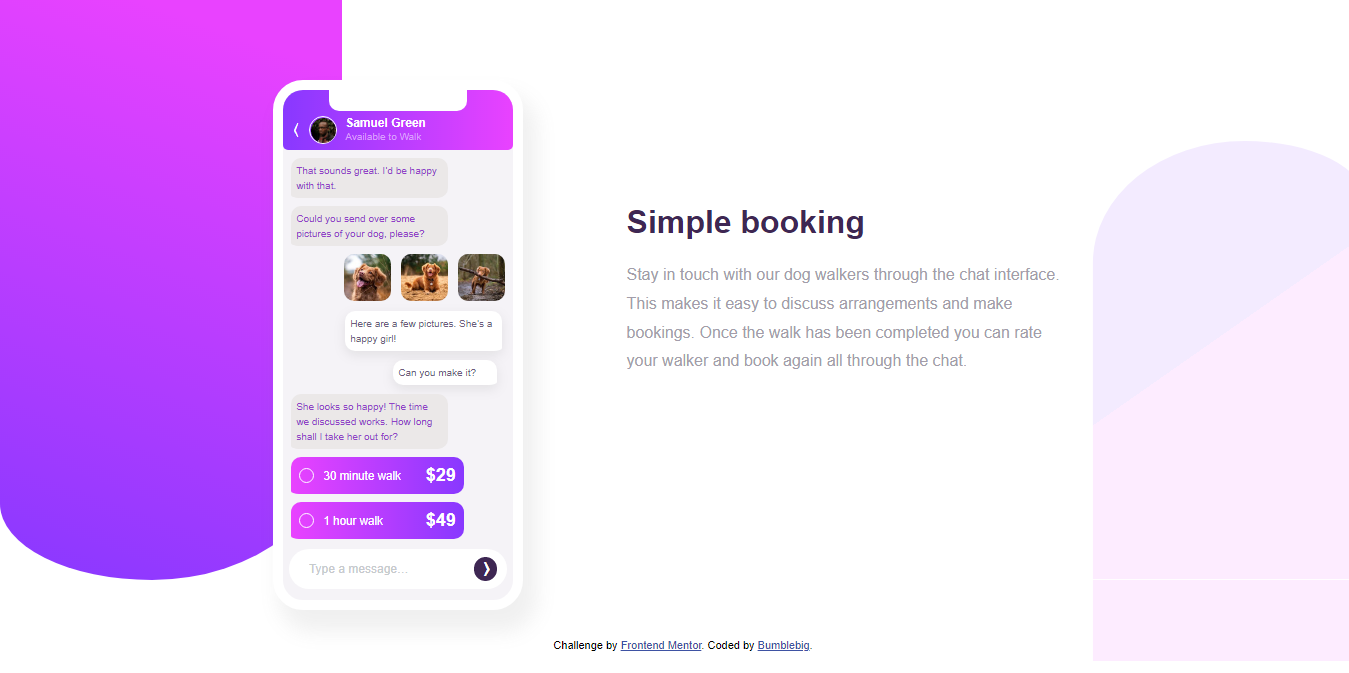 Samuel Green
Available to Walk
That sounds great. I'd be happy
with that.
Could you send over some
pictures of your dog, please?
Here are a few pictures. She's a
happy girl!
Can you make it?
She looks so happy! The time
we discussed works. How long
shall I take her out for?
30 minute walk $29
1 hour walk $49
Type a message...
Simple booking
Stay in touch with our dog walkers through the chat interface.
This makes it easy to discuss arrangements and make
bookings. Once the walk has been completed you can rate
your walker and book again all through the chat.
Challenge by Frontend Mentor. Coded by Bumblebig.